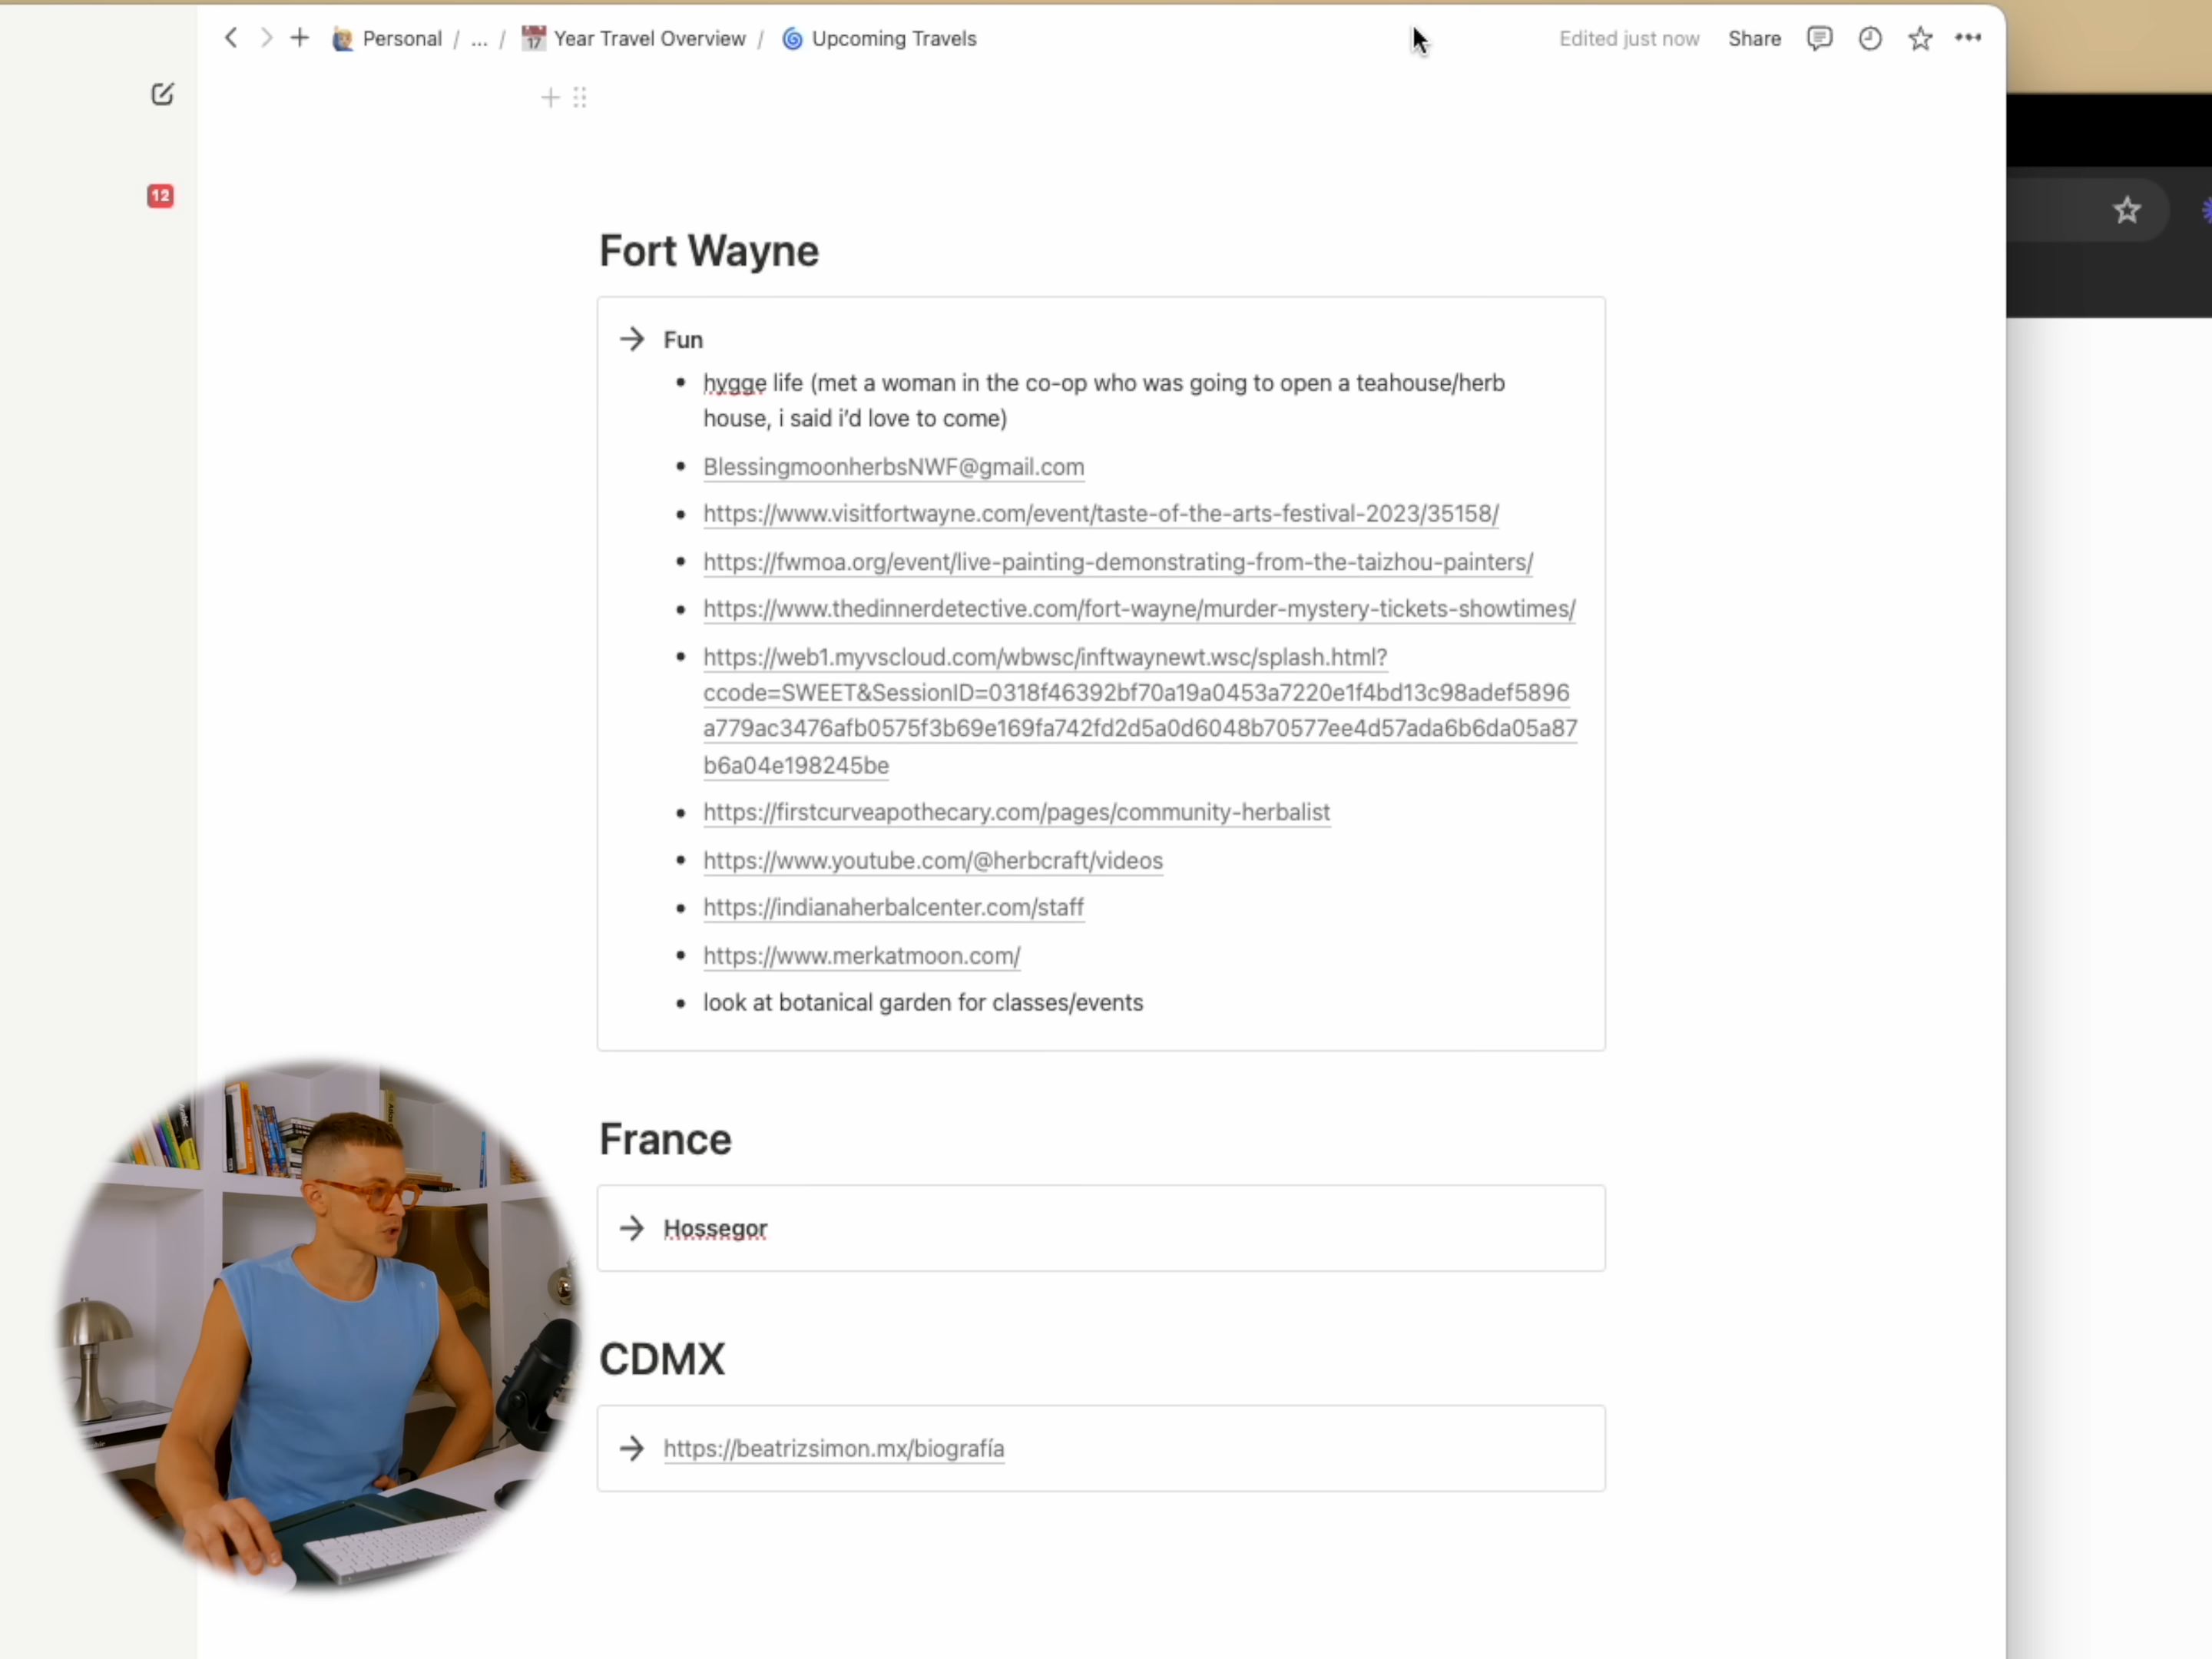 Personal / ... / 17 Year Travel Overview / Upcoming Travels
Edited just now Share
12
Fort Wayne
Fun
hygge life (met a woman in the co-op who was going to open a teahouse/herb
house, i said i'd love to come)
BlessingmoonherbsNWF@gmail.com
https://www.visitfortwayne.com/event/taste-of-the-arts-festival-2023/35158/
https://fwmoa.org/event/live-painting-demonstrating-from-the-taizhou-painters/
https://www.thedinnerdetective.com/fort-wayne/murder-mystery-tickets-showtimes/
https://web1.myvscloud.com/wbwsc/inftwaynewt.wsc/splash.html?
ccode=SWEET&SessionID=0318f46392bf70a19a0453a7220e1f4bd13c98adef5896
a779ac3476afb0575f3b69e169fa742fd2d5a0d6048b70577ee4d57ada6b6da05a87
b6a04e198245be
https://firstcurveapothecary.com/pages/community-herbalist
https://www.youtube.com/@herbcraft/videos
https://indianaherbalcenter.com/staff
https://www.merkatmoon.com/
look at botanical garden for classes/events
France
Hossegor
CDMX
https://beatrizsimon.mx/biografía